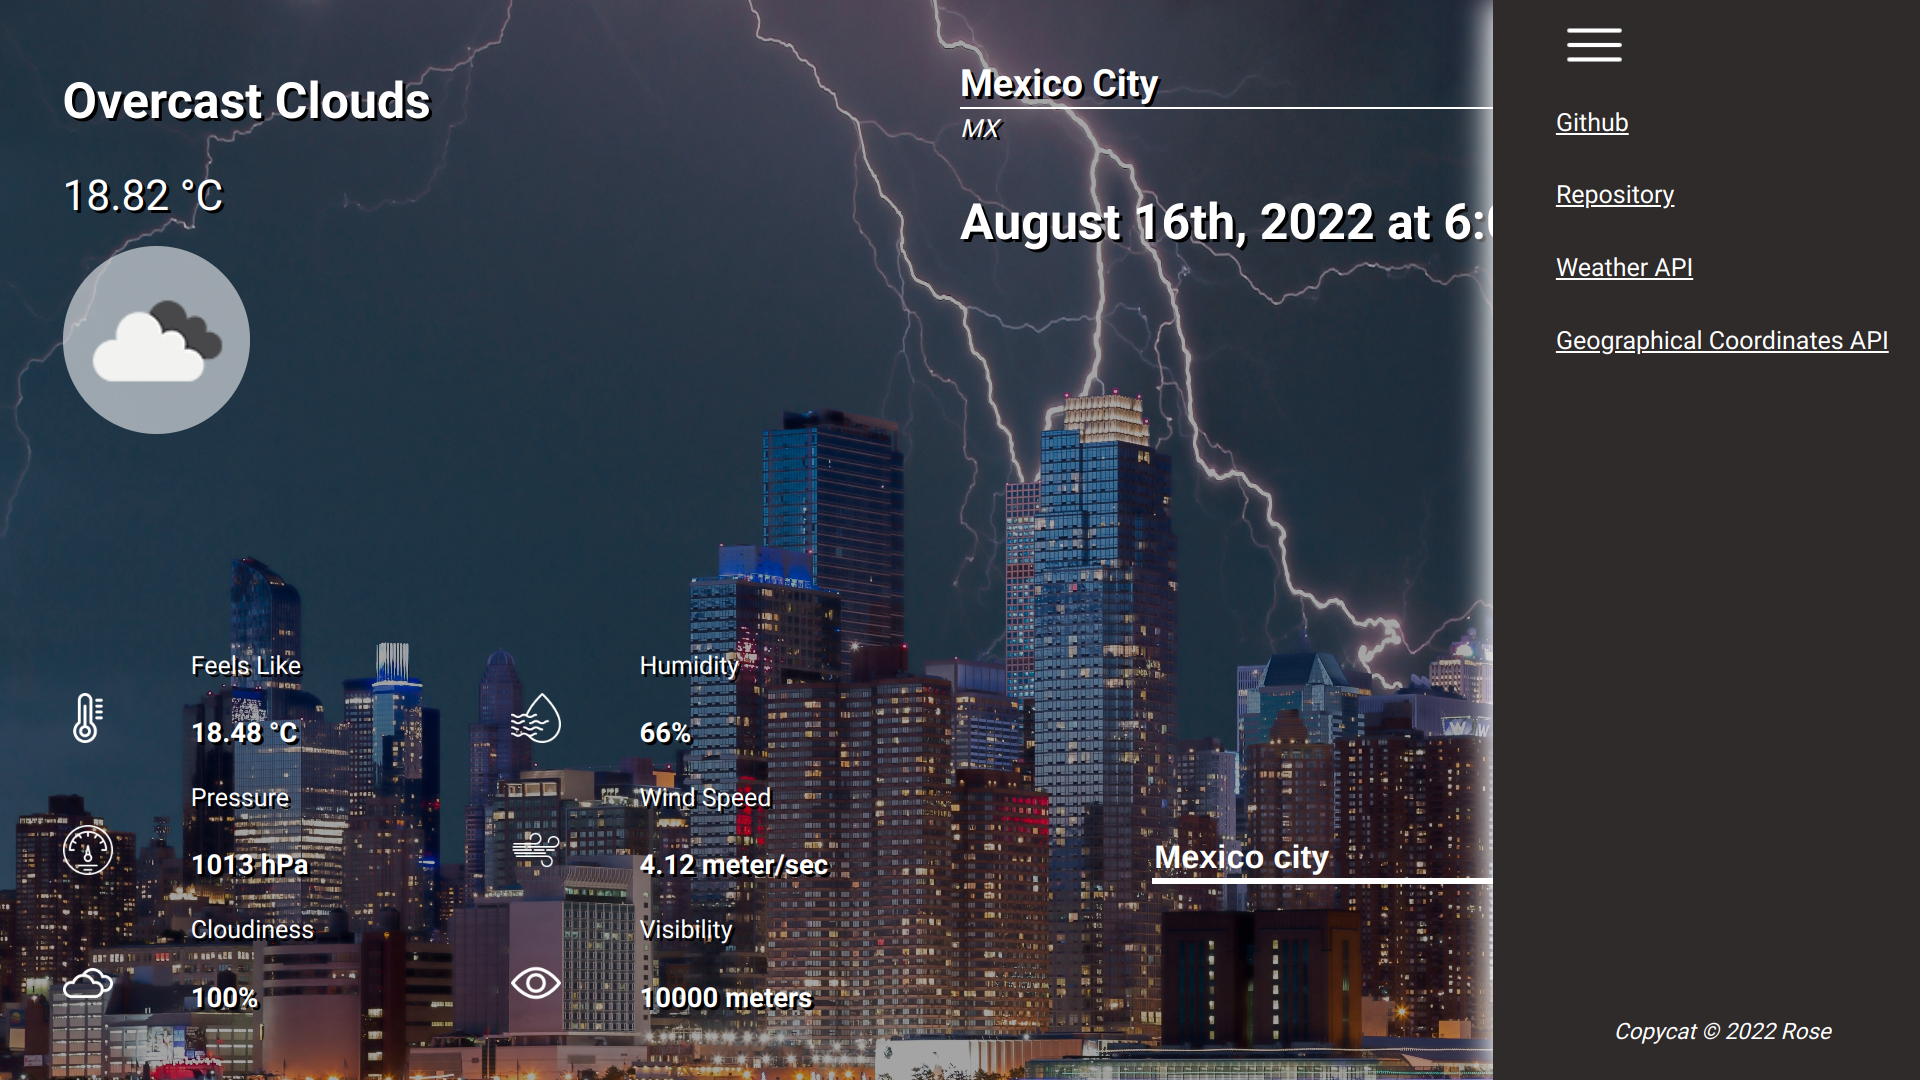 Overcast Clouds
18.82 °C
Mexico City
MX
August 16th, 2022 at 6:
Feels Like
18.48 °C
Humidity
66%
Pressure
1013 hPa
Wind Speed
4.12 meter/sec
Cloudiness
100%
Visibility
10000 meters
Mexico city
Github
Repository
Weather API
Geographical Coordinates API
Copycat © 2022 Rose